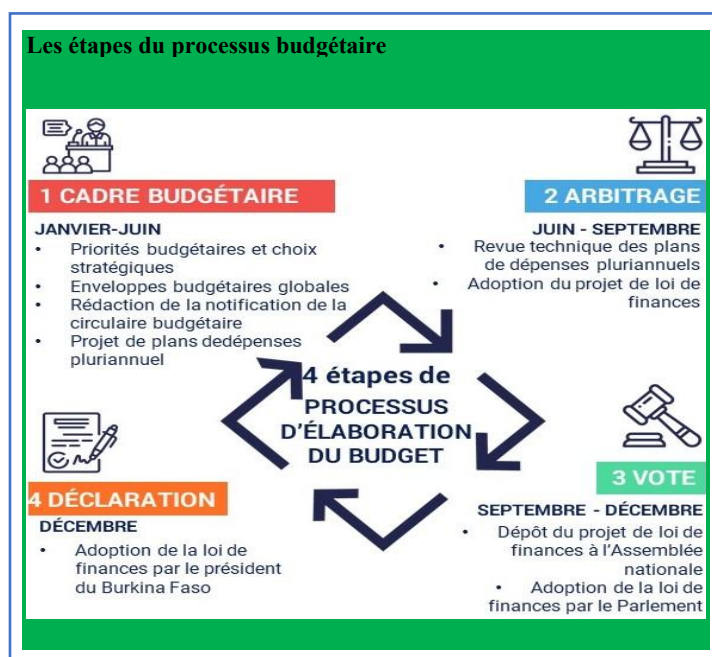 Les étapes du processus budgétaire
1 CADRE BUDGÉTAIRE
JANVIER-JUIN
• Priorités budgétaires et choix
stratégiques
• Enveloppes budgétaires globales
• Rédaction de la notification de la
circulaire budgétaire
• Projet de plans dedépenses
pluriannuel
2 ARBITRAGE
JUIN - SEPTEMBRE
• Revue technique des plans
de dépenses pluriannuels
• Adoption du projet de loi de
finances
4 étapes de
PROCESSUS
D'ÉLABORATION
DU BUDGET
3 VOTE
SEPTEMBRE - DÉCEMBRE
• Dépôt du projet de loi de
finances à l'Assemblée
nationale
• Adoption de la loi de
finances par le Parlement
4 DÉCLARATION
DÉCEMBRE
• Adoption de la loi de
finances par le président
du Burkina Faso